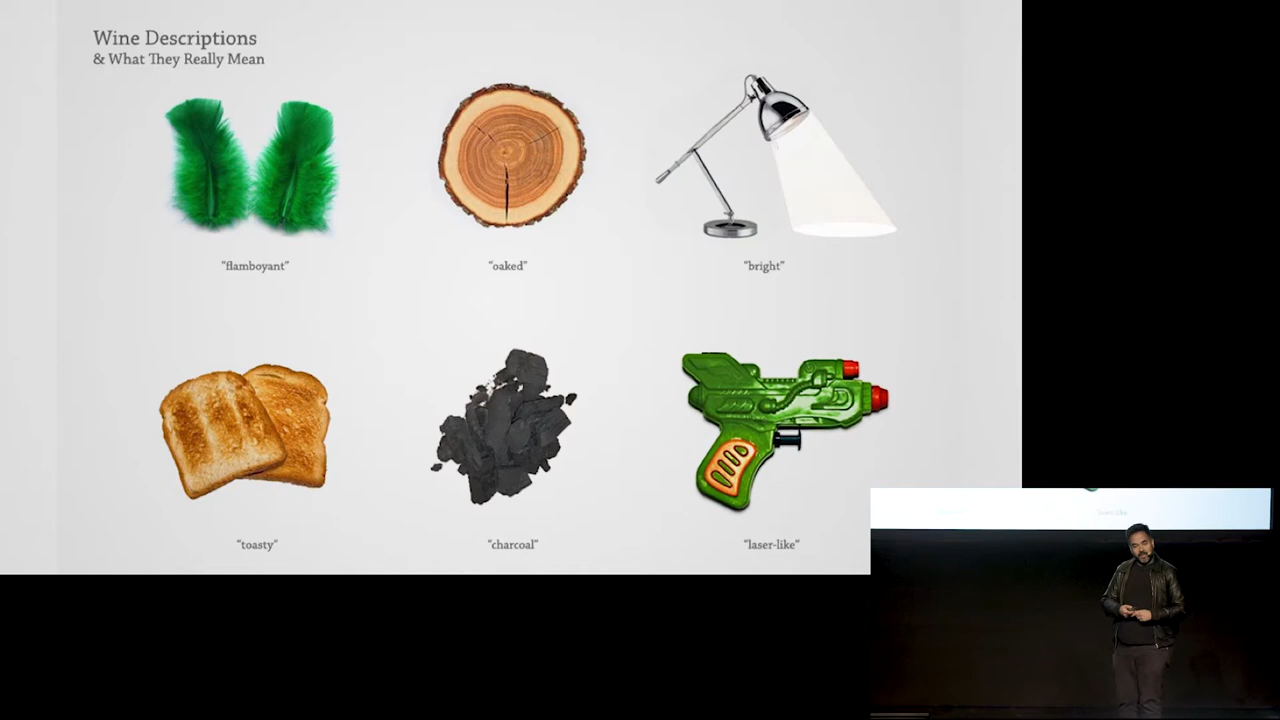 Wine Descriptions
& What They Really Mean
"flamboyant"
"oaked"
"bright"
"toasty"
"charcoal"
"laser-like"